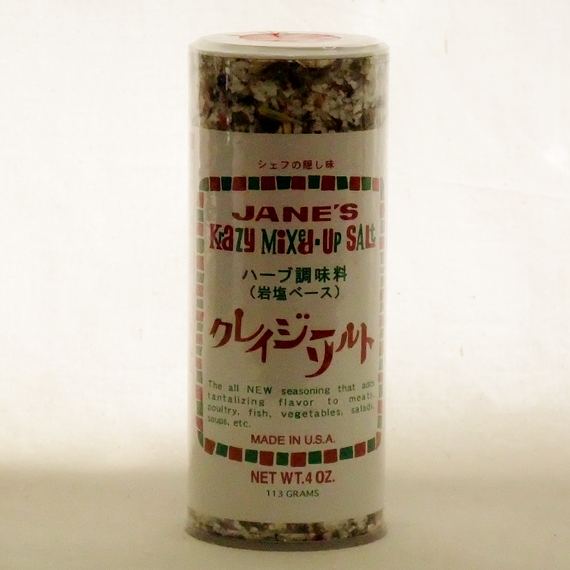 シェフの隠し味
JANE'S
KRaZy MiXed-UP SALt
ハーブ調味料
(岩塩ベース)
クレイジーソルト
The all NEW seasoning that adds
tantalizing flavor to meats,
poultry, fish, vegetables, salads,
soups, etc.
MADE IN U.S.A.
NET WT.4 OZ.
113 GRAMS